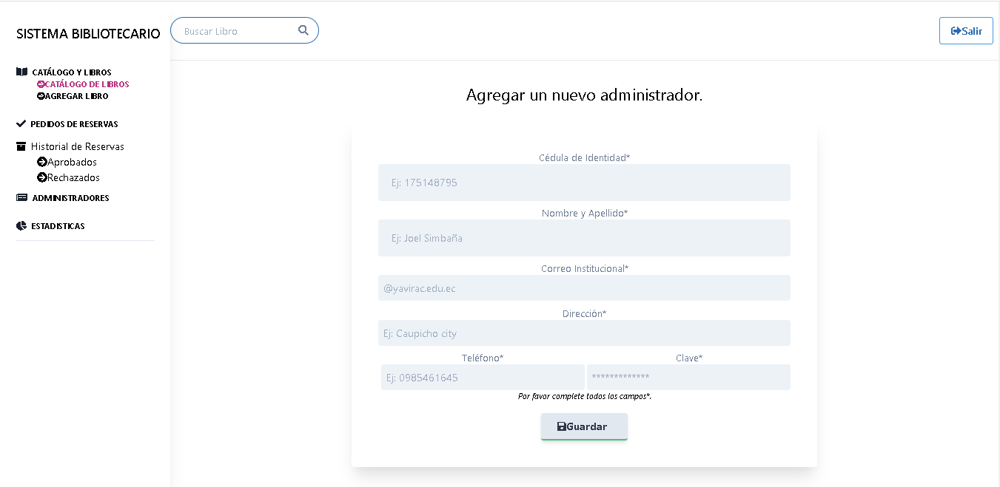 SISTEMA BIBLIOTECARIO
Buscar Libro
Salir
CATÁLOGO Y LIBROS
CATÁLOGO DE LIBROS
AGREGAR LIBRO
PEDIDOS DE RESERVAS
Historial de Reservas
Aprobados
Rechazados
ADMINISTRADORES
ESTADISTICAS
Agregar un nuevo administrador.
Cédula de Identidad*
Ej: 175148795
Nombre y Apellido*
Ej: Joel Simbaña
Correo Institucional*
@yavirac.edu.ec
Dirección*
Ej: Caupicho city
Teléfono* Clave*
Ej: 0985461645 *************
Por favor complete todos los campos*.
Guardar